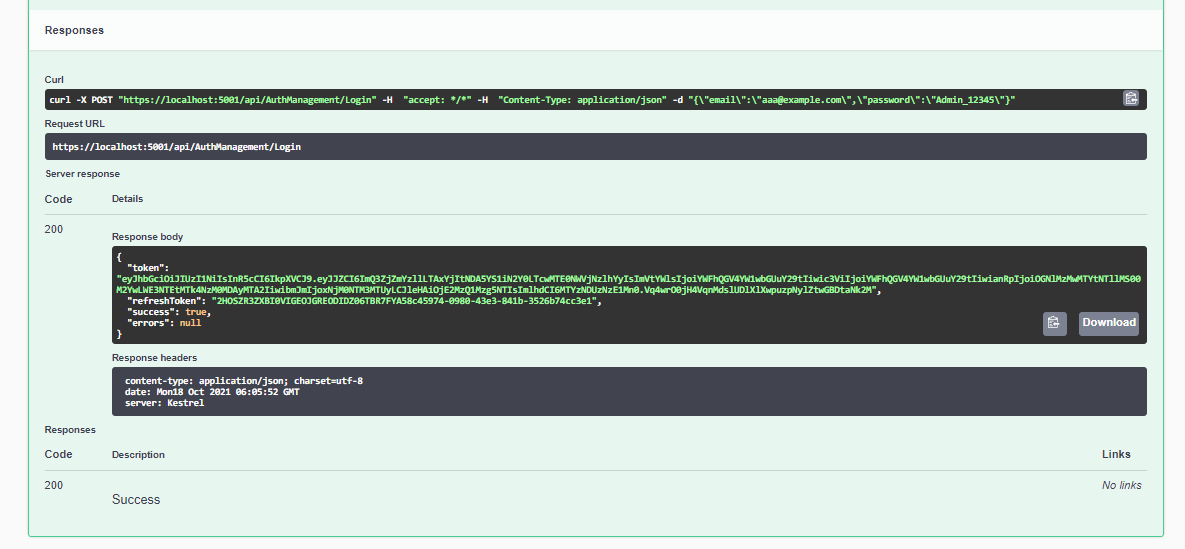 Responses
Curl
curl -X POST "https://localhost:5001/api/AuthManagement/Login" -H  "accept: */*" -H  "Content-Type: application/json" -d "{\"email\":\"aaa@example.com\",\"password\":\"Admin_12345\"}"
Request URL
https://localhost:5001/api/AuthManagement/Login
Server response
Code Details
200
Response body
{
"token":
"eyJhbGciOiJIUzI1NiIsInR5cCI6IkpXVCJ9.eyJJZCI6ImQ3ZjZmYzllLTAxYjItNDA5YS1iN2Y0LTcwMTE0NWVjNzlhYyIsImVtYWlsIjoiYWFhQGV4YW1wbGUuY29tIiwic3ViIjoiYWFhQGV4YW1wbGUuY29tIiwianRpIjoiOGNlMzMwMTYtNTllMS00
M2YwLWE3NTEtMTk4NzM0MDAyMTA2IiwibmJmIjoxNjM0NTM3MTUyLCJleHAiOjE2MzQ1Mzg5NTIsImlhdCI6MTYzNDUzNzE1Mn0.Vq4wrO0jH4VqnMdslUDlXlXwpuzpNylZtwGBDtaNk2M",
"refreshToken": "2HOSZR3ZXBI0VIGEOJGREODIDZ06TBR7FYA58c45974-0980-43e3-841b-3526b74cc3e1",
"success": true,
"errors": null
}
Download
Response headers
content-type: application/json; charset=utf-8
date: Mon18 Oct 2021 06:05:52 GMT
server: Kestrel
Responses
Code Description Links
200 No links
Success